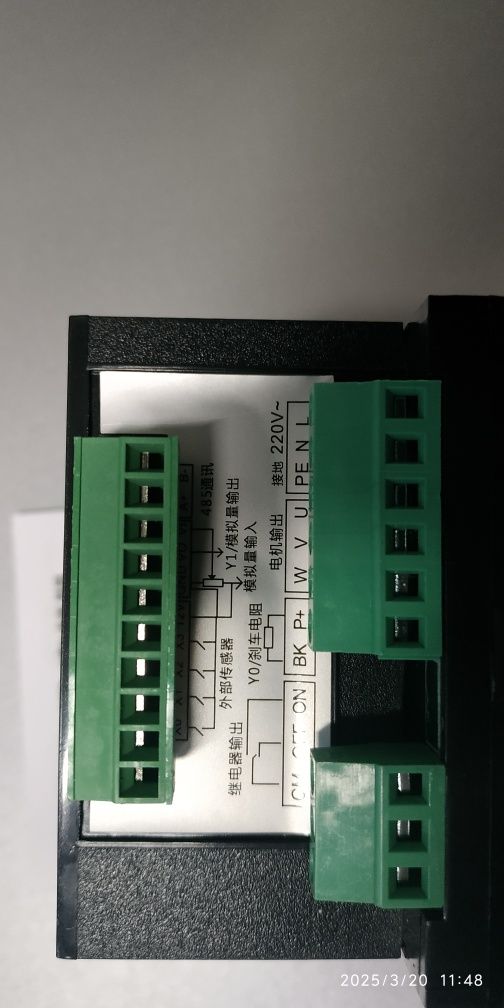 B-
A+
485通讯
Y1/模拟量输出
模拟量输入
外部传感器
继电器输出
Y0/刹车电阻
电机输出
接地 220V~
BK P+ W V U PE N L
ON
2025/3/20 11:48